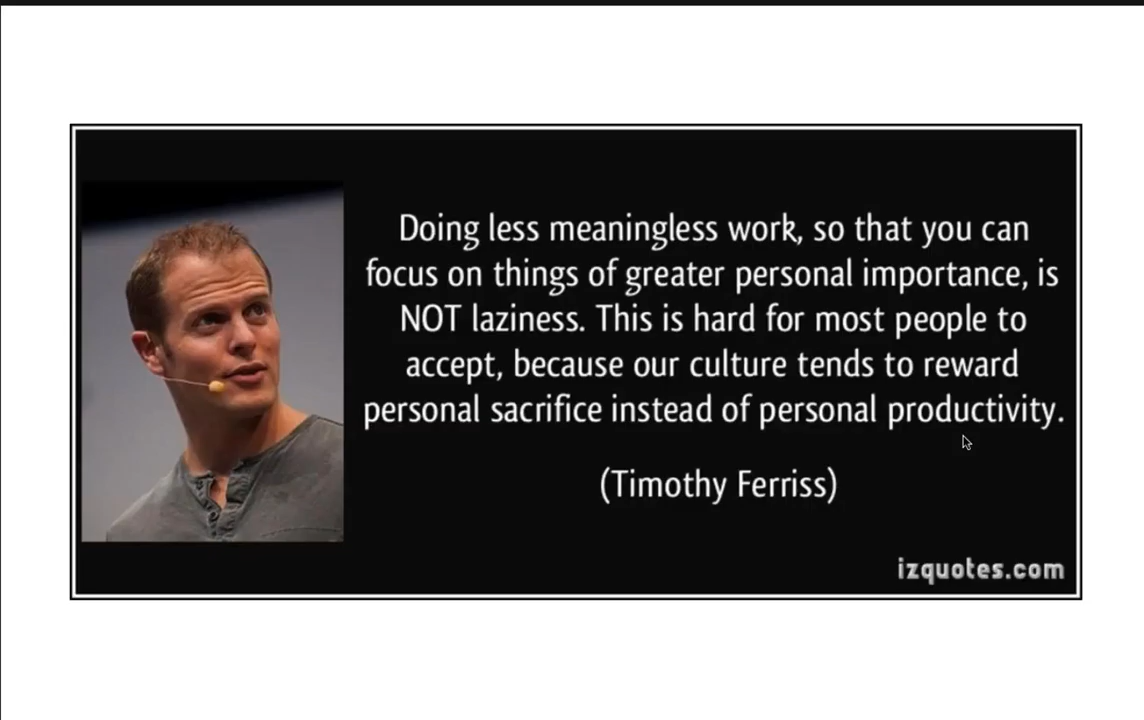 Doing less meaningless work, so that you can
focus on things of greater personal importance, is
NOT laziness. This is hard for most people to
accept, because our culture tends to reward
personal sacrifice instead of personal productivity.
(Timothy Ferriss)
izquotes.com